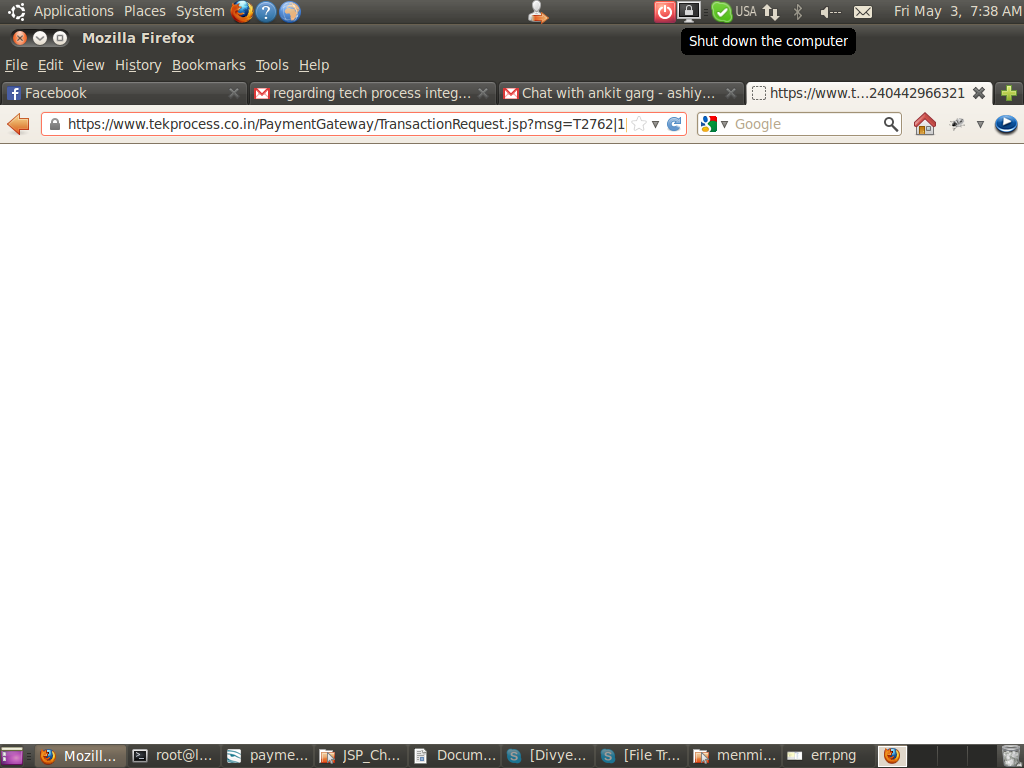 Applications Places System USA Fri May 3, 7:38 AM
Mozilla Firefox
Shut down the computer
File Edit View History Bookmarks Tools Help
Facebook regarding tech process integ... Chat with ankit garg - ashiy... https://www.t...240442966321
https://www.tekprocess.co.in/PaymentGateway/TransactionRequest.jsp?msg=T2762|1| Google
Mozill... root@l... payme... JSP_Ch... Docum... [Divye... [File Tr... menmi... err.png